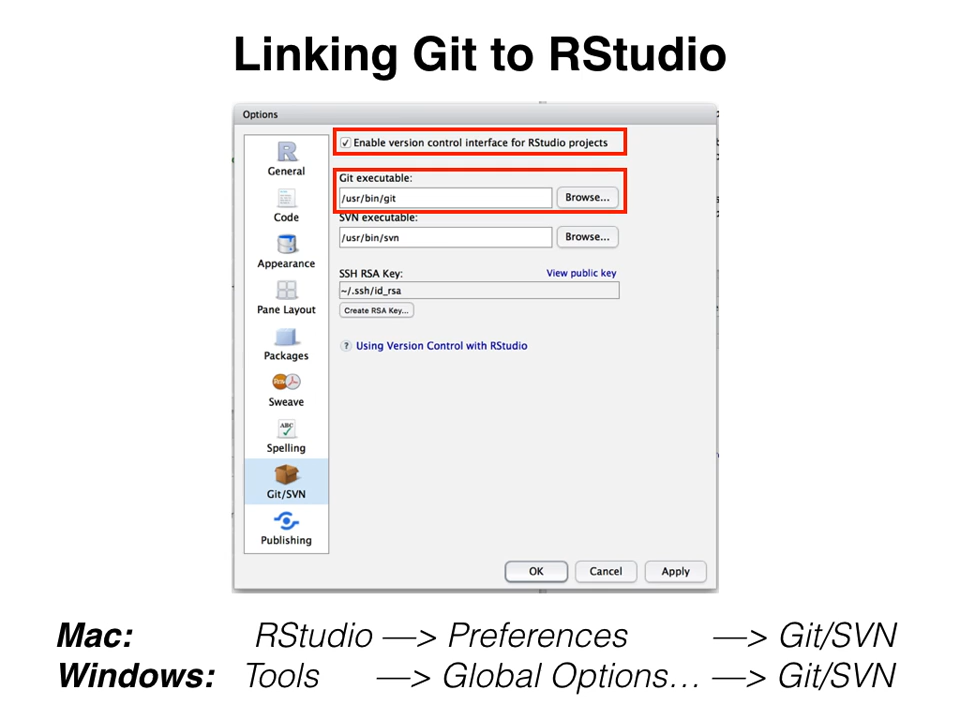 Linking Git to RStudio
Options
Enable version control interface for RStudio projects
General
Git executable:
/usr/bin/git
Browse...
Code
SVN executable:
/usr/bin/svn
Browse...
Appearance
SSH RSA Key:
View public key
~/.ssh/id_rsa
Pane Layout
Create RSA Key...
? Using Version Control with RStudio
Packages
Sweave
ABC
Spelling
Git/SVN
Publishing
OK
Cancel
Apply
Mac: RStudio —> Preferences —> Git/SVN
Windows: Tools —> Global Options… —> Git/SVN